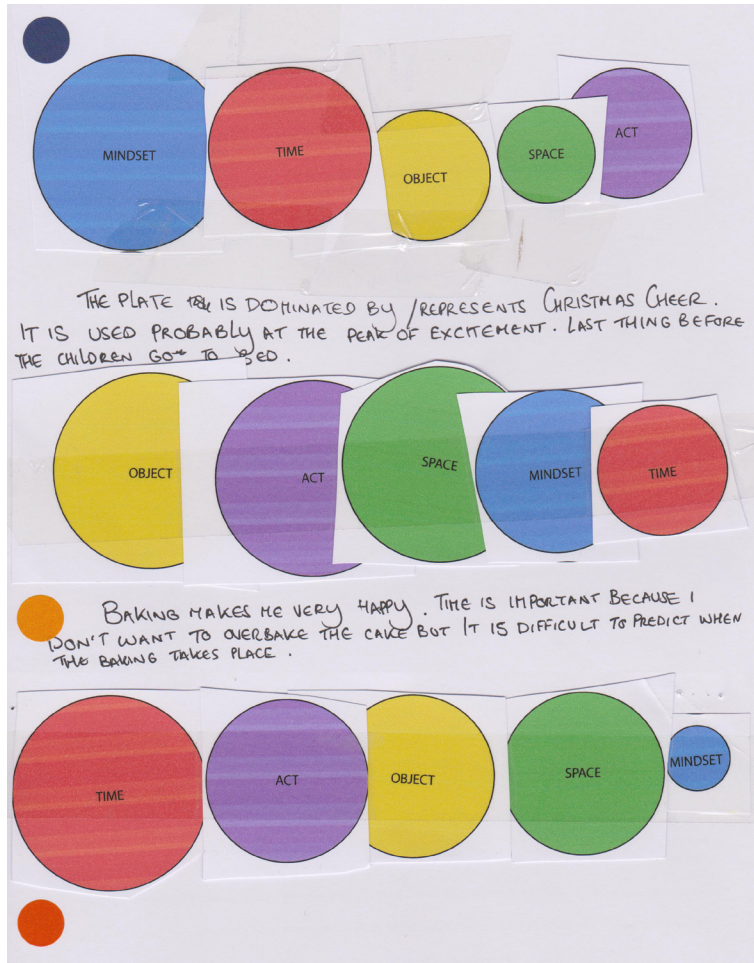 MINDSET TIME OBJECT SPACE ACT
THE PLATE IS DOMINATED BY / REPRESENTS CHRISTMAS CHEER.
IT IS USED PROBABLY AT THE PEAK OF EXCITEMENT. LAST THING BEFORE
THE CHILDREN GO TO BED.
OBJECT ACT SPACE MINDSET TIME
BAKING MAKES ME VERY HAPPY. TIME IS IMPORTANT BECAUSE I
DON'T WANT TO OVERBAKE THE CAKE BUT IT IS DIFFICULT TO PREDICT WHEN
THE BAKING TAKES PLACE.
TIME ACT OBJECT SPACE MINDSET